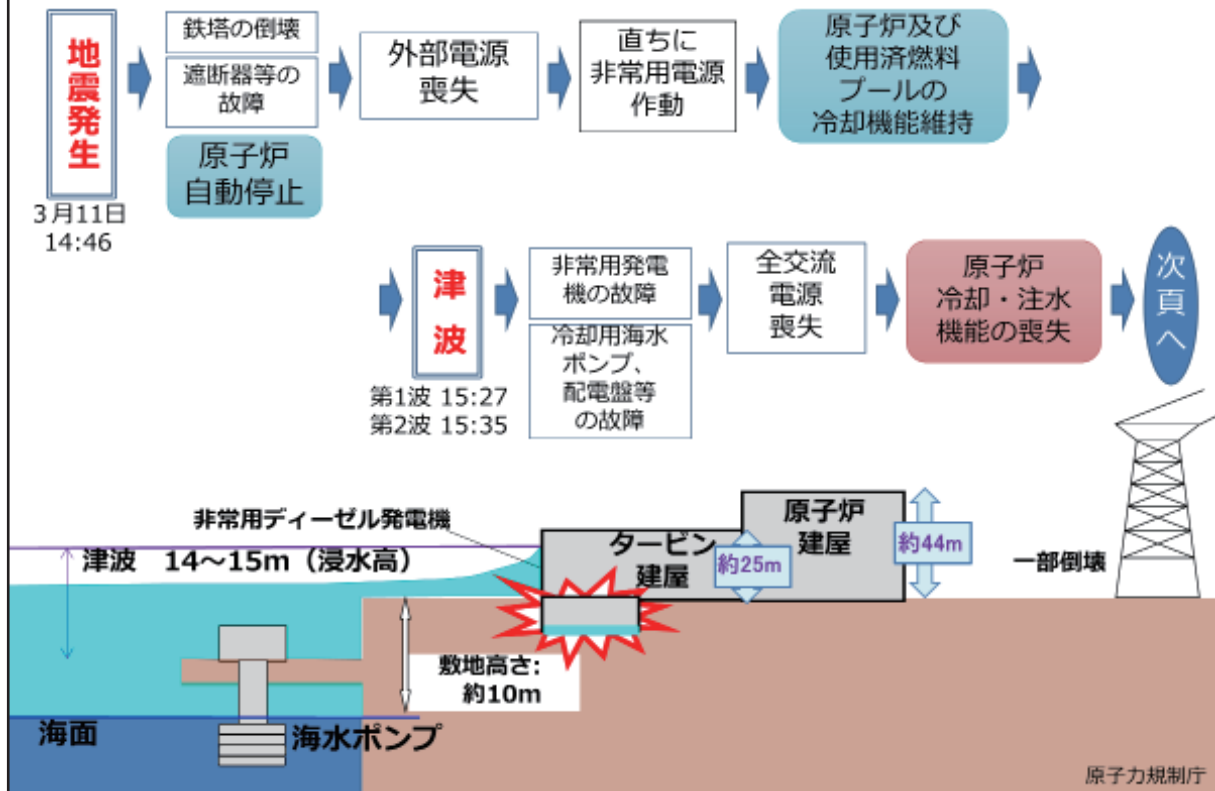 地震発生
3月11日
14:46
鉄塔の倒壊
遮断器等の
故障
原子炉
自動停止
外部電源
喪失
直ちに
非常用電源
作動
原子炉及び
使用済燃料
プールの
冷却機能維持
津波
第1波 15:27
第2波 15:35
非常用発電
機の故障
冷却用海水
ポンプ、
配電盤等
の故障
全交流
電源
喪失
原子炉
冷却・注水
機能の喪失
次頁へ
非常用ディーゼル発電機
津波 14~15m(浸水高)
タービン
建屋
約25m
原子炉
建屋
約44m
一部倒壊
敷地高さ:
約10m
海面
海水ポンプ
原子力規制庁